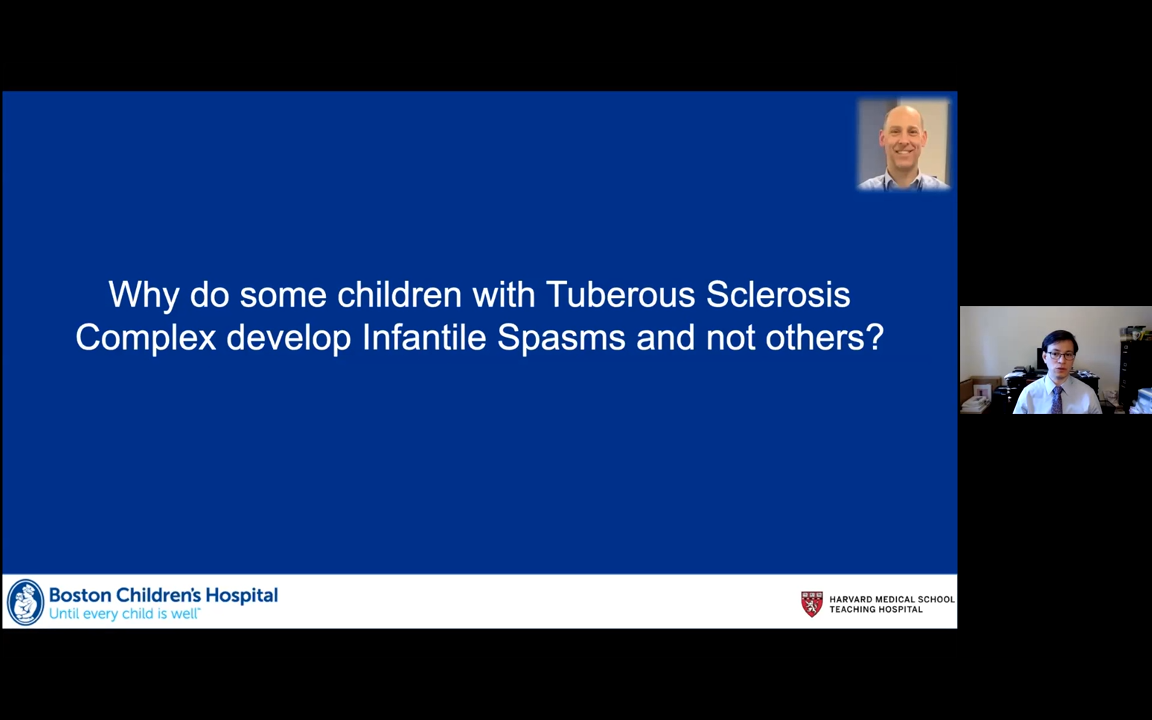 Why do some children with Tuberous Sclerosis
Complex develop Infantile Spasms and not others?
Boston Children's Hospital
Until every child is well™
HARVARD MEDICAL SCHOOL
TEACHING HOSPITAL